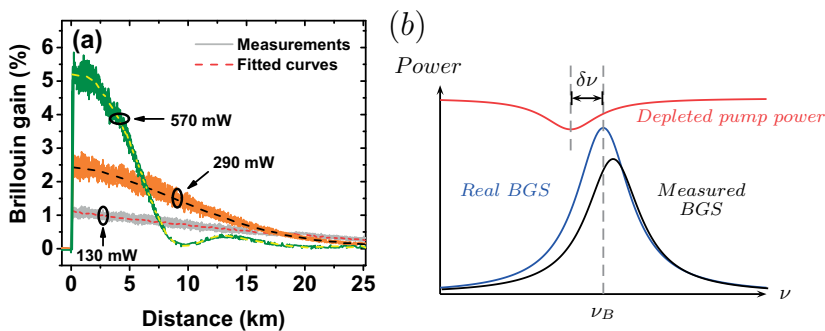 (a)
Measurements
Fitted curves
Brillouin gain (%)
6
5
4
3
2
1
0
570 mW
290 mW
130 mW
0 5 10 15 20 25
Distance (km)
(b)
Power
δν
Depleted pump power
Real BGS
Measured
BGS
ν_B
ν